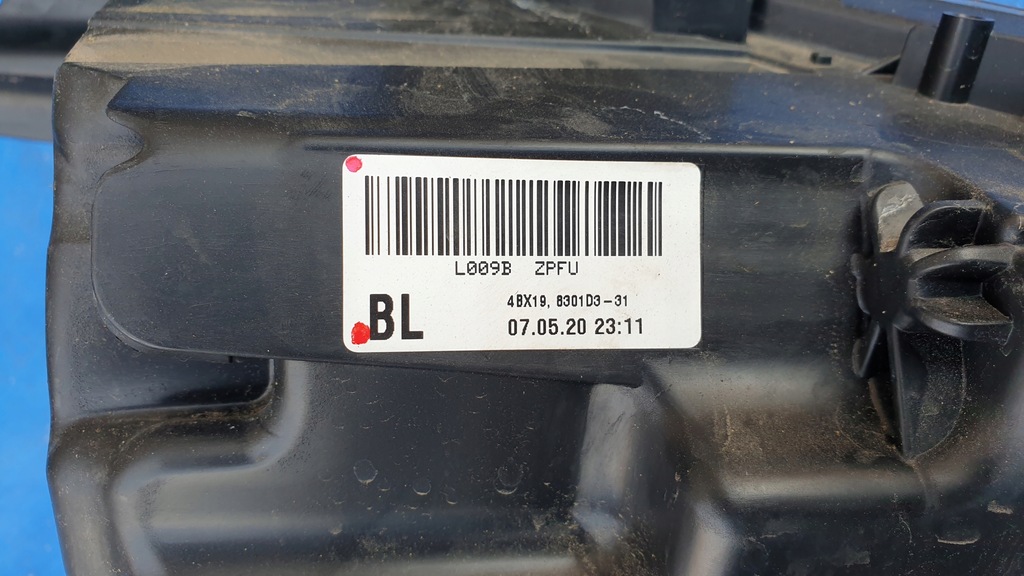 L009B ZPFU
4BX19, 8301D3-31
BL
07.05.20 23:11